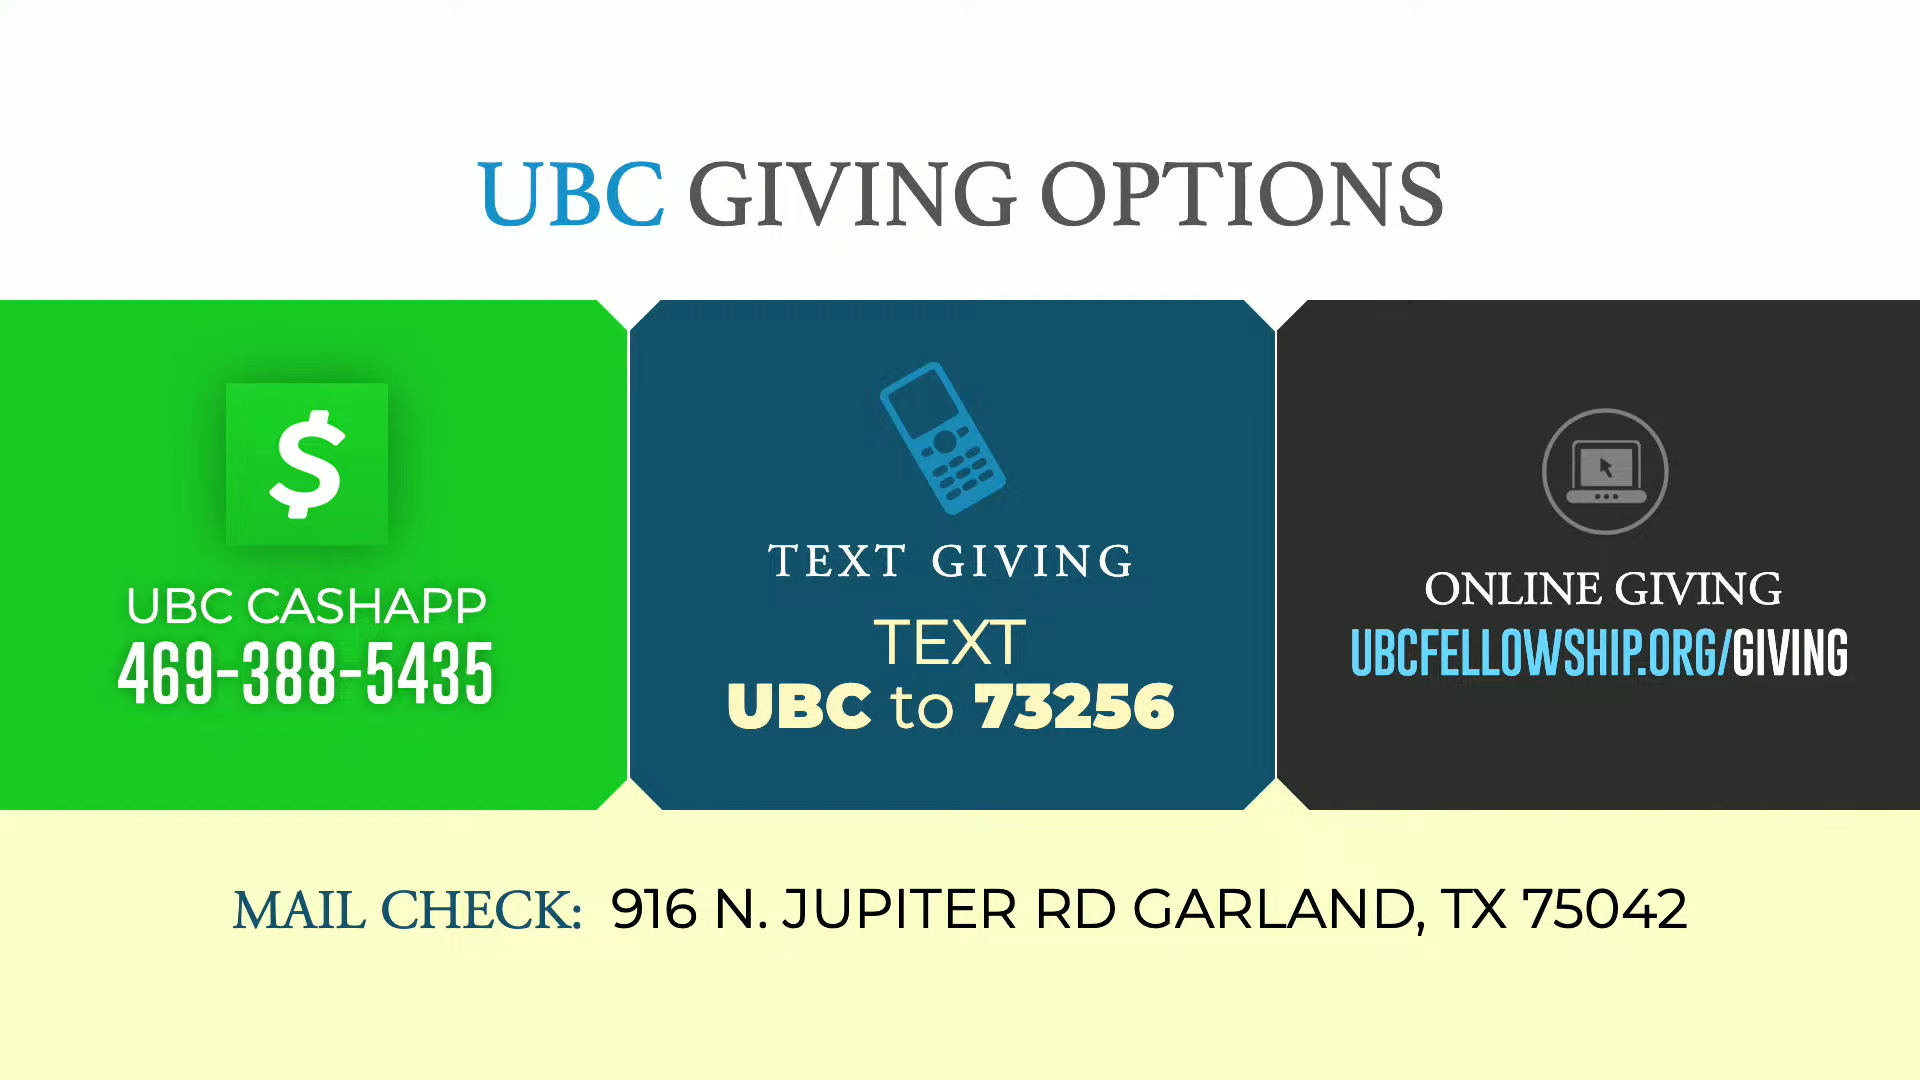 UBC GIVING OPTIONS
UBC CASHAPP
469-388-5435
TEXT GIVING
TEXT
UBC to 73256
ONLINE GIVING
UBCFELLOWSHIP.ORG/GIVING
MAIL CHECK: 916 N. JUPITER RD GARLAND, TX 75042